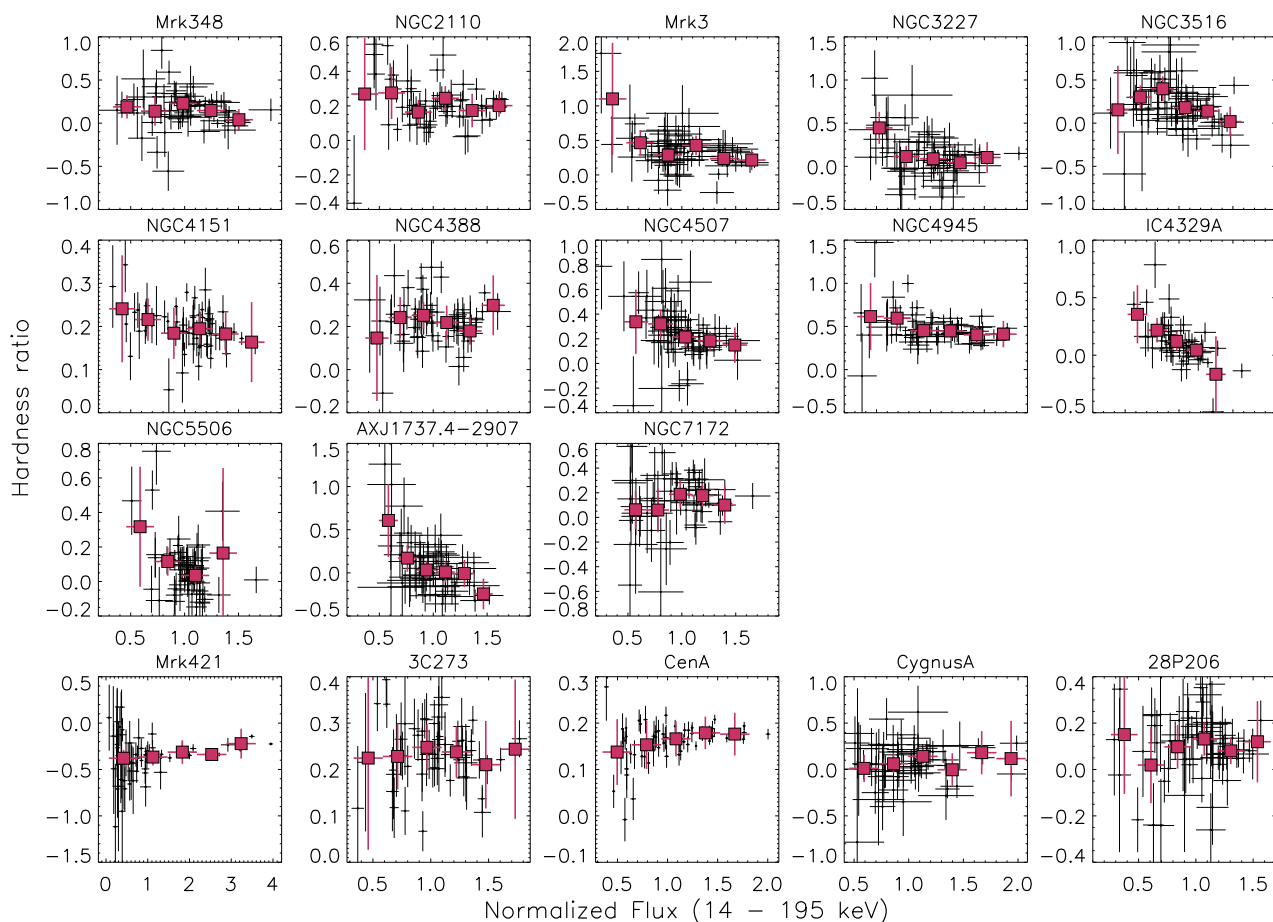 Mrk348 NGC2110 Mrk3 NGC3227 NGC3516
1.0 0.5 0.0 −0.5 −1.0
0.6 0.4 0.2 0.0 −0.2 −0.4
2.0 1.5 1.0 0.5 0.0 −0.5
1.5 1.0 0.5 0.0 −0.5
1.0 0.5 0.0 −0.5 −1.0
NGC4151 NGC4388 NGC4507 NGC4945 IC4329A
0.4 0.3 0.2 0.1 0.0
0.6 0.4 0.2 0.0 −0.2
1.0 0.8 0.6 0.4 0.2 0.0 −0.2 −0.4
1.5 1.0 0.5 0.0 −0.5
1.0 0.5 0.0 −0.5
Hardness ratio
NGC5506 AXJ1737.4−2907 NGC7172
0.8 0.6 0.4 0.2 0.0 −0.2
1.5 1.0 0.5 0.0 −0.5
0.6 0.4 0.2 0.0 −0.2 −0.4 −0.6 −0.8
0.5 1.0 1.5
0.5 1.0 1.5
0.5 1.0 1.5
Mrk421 3C273 CenA CygnusA 28P206
0.5 −0.0 −0.5 −1.0 −1.5
0.4 0.3 0.2 0.1 0.0
0.3 0.2 0.1 0.0 −0.1
1.0 0.5 0.0 −0.5 −1.0
0.4 0.2 0.0 −0.2 −0.4
0 1 2 3 4
0.5 1.0 1.5
0.5 1.0 1.5 2.0
0.5 1.0 1.5 2.0
0.5 1.0 1.5
Normalized Flux (14 − 195 keV)